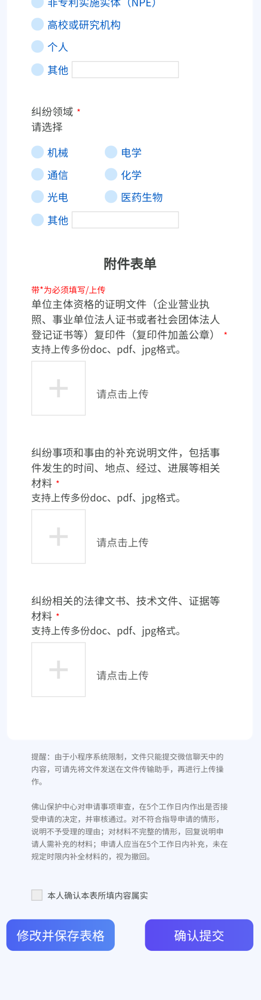 非专利实施实体（NPE）
高校或研究机构
个人
其他
纠纷领域 *
请选择
机械 电学
通信 化学
光电 医药生物
其他
附件表单
带*为必须填写/上传
单位主体资格的证明文件（企业营业执
照、事业单位法人证书或者社会团体法人
登记证书等）复印件（复印件加盖公章） *
支持上传多份doc、pdf、jpg格式。
请点击上传
纠纷事项和事由的补充说明文件，包括事
件发生的时间、地点、经过、进展等相关
材料 *
支持上传多份doc、pdf、jpg格式。
请点击上传
纠纷相关的法律文书、技术文件、证据等
材料 *
支持上传多份doc、pdf、jpg格式。
请点击上传
提醒：由于小程序系统限制，文件只能提交微信聊天中的
内容，可请先将文件发送在文件传输助手，再进行上传操
作。
佛山保护中心对申请事项审查，在5个工作日内作出是否接
受申请的决定，并审核通过。对不符合指导申请的情形，
说明不予受理的理由；对材料不完整的情形，回复说明申
请人需补充的材料；申请人应当在5个工作日内补充，未在
规定时限内补全材料的，视为撤回。
本人确认本表所填内容属实
修改并保存表格 确认提交